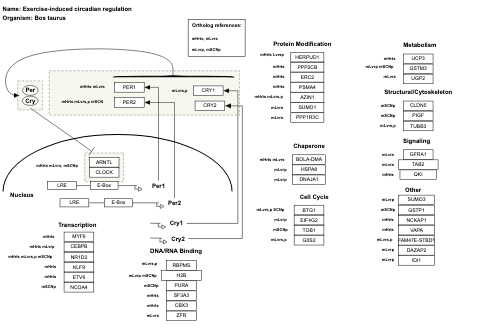 Name: Exercise-induced circadian regulation
Organism: Bos taurus
Ortholog references:
mHrts, mLvrs
mLvrp, mSCNp
Per
Cry
mHrts mLvrs
PER1
mHrts mLvrs,p mSCN
PER2
mLvrs,p
CRY1
CRY2
mHrts mLvrs, mSCNp
ARNTL
CLOCK
LRE
E-Box
Per1
LRE
E-Box
Per2
Nucleus
Cry1
Cry2
Transcription
mHrts
MYF6
mHrts mLvrp
CEBPB
mHrts mLvrs,p mSCNp
NR1D2
mHrts
KLF9
mHrts
ETV6
mSCNp
NCOA4
DNA/RNA Binding
mLvrs,p
RBPMS
mLvrp mSCNp
H2B
mSCNp
PURA
mHrts
SF3A3
mHrts
CBX3
mLvrs
ZFR
Protein Modification
mHrts Lvrsp
HERPUD1
mHrts
PPP2CB
mHrts
ERC2
mHrts
PSMA4
mHrts mLvrs,p
AZIN1
mLvrs
SUMO1
mLvrs
PPP1R3C
Chaperone
mHrts mLvrs
BOLA-DMA
mLvrp
HSPA8
mLvrp
DNAJA1
Cell Cycle
mLvrs,p SCNp
BTG1
mLvrp
EIF4G2
mSCNp
TOB1
mLvrs,p
G0S2
Metabolism
mHrts
UCP3
mLvrp mSCNp
GSTM3
mLvrs
UGP2
Structural/Cytoskeleton
mSCNp
CLDN5
mSCNp
PIGF
mLvrs,p
TUBB3
Signaling
mLvrs
GFRA1
mLvrs
TAB2
mHrts
QKI
Other
mLvrp
SUMO3
mSCNp
GSTP1
mHrts
NCKAP1
mHrts
VAPA
mLvrs,p
FAM47E-STBD1
mLvrp
DAZAP2
mLvrp
IDI1